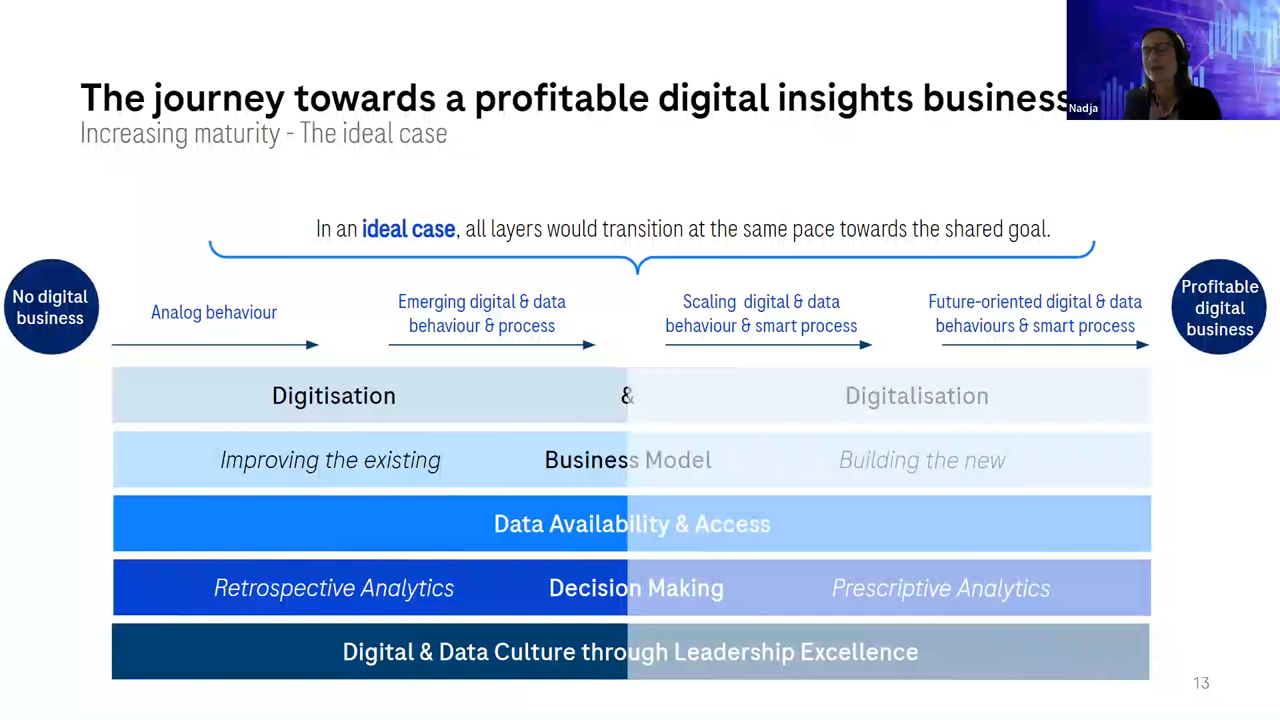 The journey towards a profitable digital insights business
Nadja
Increasing maturity - The ideal case
In an ideal case, all layers would transition at the same pace towards the shared goal.
No digital
business
Analog behaviour
Emerging digital & data
behaviour & process
Scaling digital & data
behaviour & smart process
Future-oriented digital & data
behaviours & smart process
Profitable
digital
business
Digitisation & Digitalisation
Improving the existing Business Model Building the new
Data Availability & Access
Retrospective Analytics Decision Making Prescriptive Analytics
Digital & Data Culture through Leadership Excellence
13